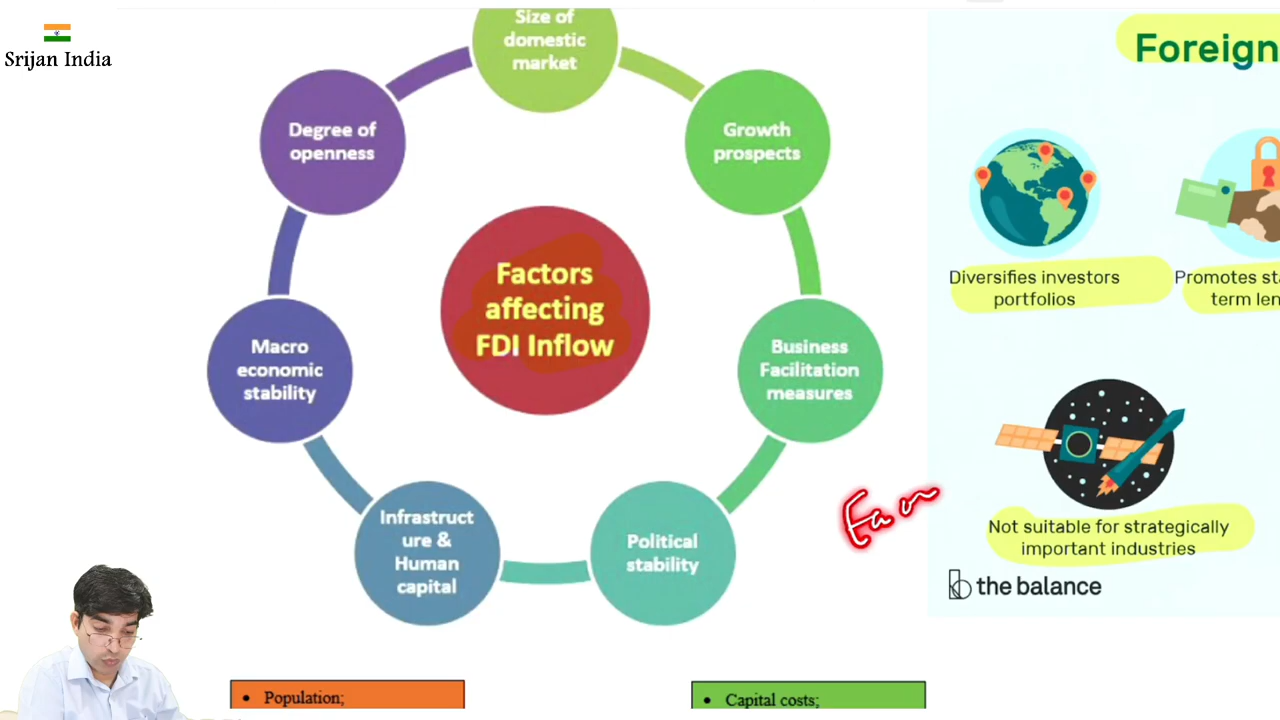 Srijan India
Size of
domestic
market
Degree of
openness
Growth
prospects
Factors
affecting
FDI Inflow
Macro
economic
stability
Business
Facilitation
measures
Infrastruct
ure &
Human
capital
Political
stability
Population;
Capital costs;
Foreign
Diversifies investors
portfolios
Promotes sta
term len
Not suitable for strategically
important industries
the balance